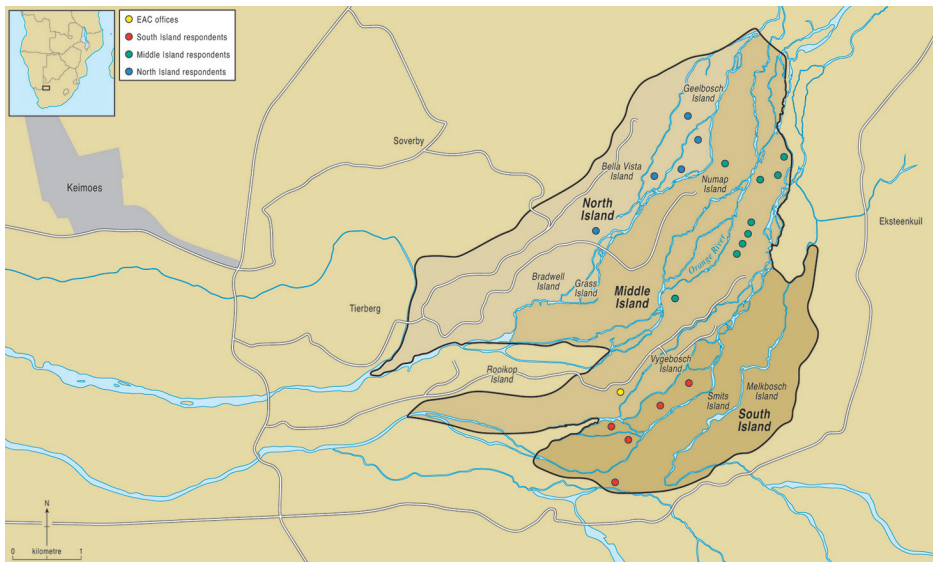 EAC offices
South Island respondents
Middle Island respondents
North Island respondents
Geelbosch
Island
Soverby
Keimoes
Bella Vista
Island
Numap
Island
North
Island
Eksteenkuil
Orange River
Bradwell
Island
Grass
Island
Middle
Island
Tierberg
Vygebosch
Island
Rooikop
Island
Melkbosch
Island
Smits
Island
South
Island
N
0 kilometre 1